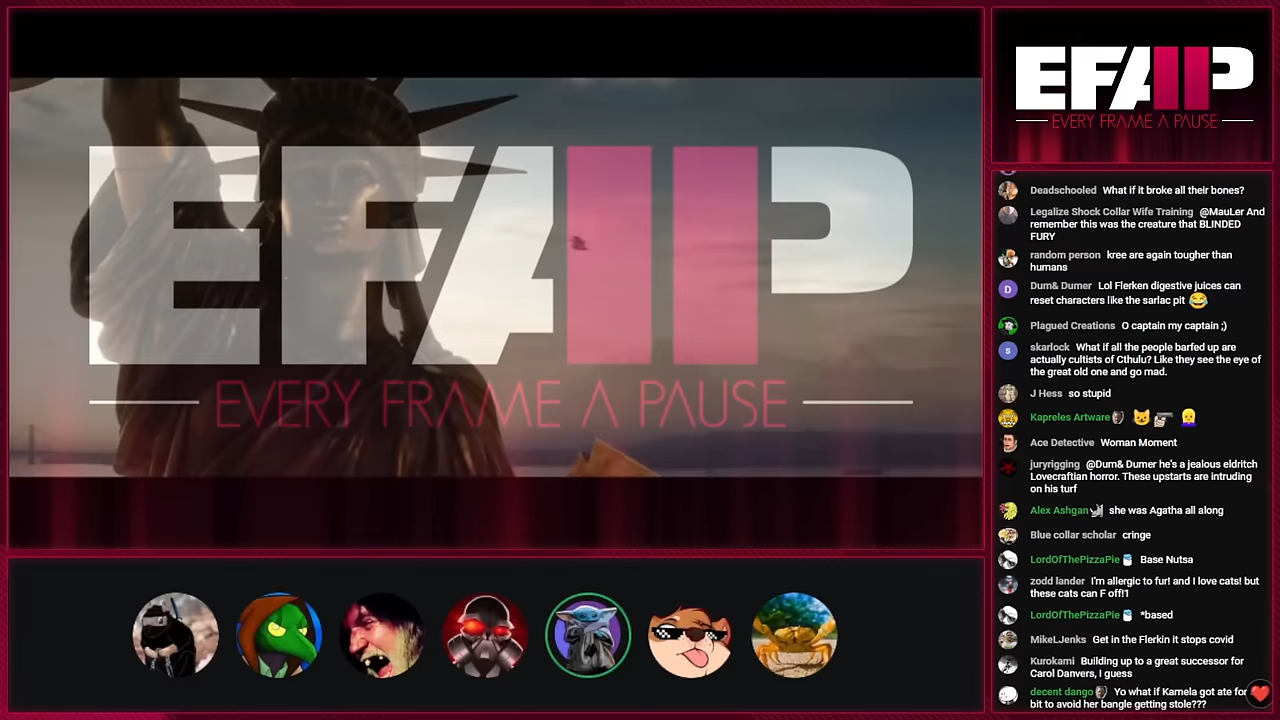 EFAP
EVERY FRAME A PAUSE
EFAP
EVERY FRAME A PAUSE
Deadschooled What if it broke all their bones?
Legalize Shock Collar Wife Training @MauLer And
remember this was the creature that BLINDED
FURY
random person kree are again tougher than
humans
D Dum& Dumer Lol Flerken digestive juices can
reset characters like the sarlac pit 😂
Plagued Creations O captain my captain ;)
s skarlock What if all the people barfed up are
actually cultists of Cthulu? Like they see the eye of
the great old one and go mad.
J Hess so stupid
Kapreles Artware
Ace Detective Woman Moment
juryrigging @Dum& Dumer he's a jealous eldritch
Lovecraftian horror. These upstarts are intruding
on his turf
Alex Ashgan she was Agatha all along
Blue collar scholar cringe
LordOfThePizzaPie Base Nutsa
zodd lander I'm allergic to fur! and I love cats! but
these cats can F off!1
LordOfThePizzaPie *based
MikeLJenks Get in the Flerkin it stops covid
Kurokami Building up to a great successor for
Carol Danvers, I guess
decent dango Yo what if Kamela got ate for
bit to avoid her bangle getting stole???